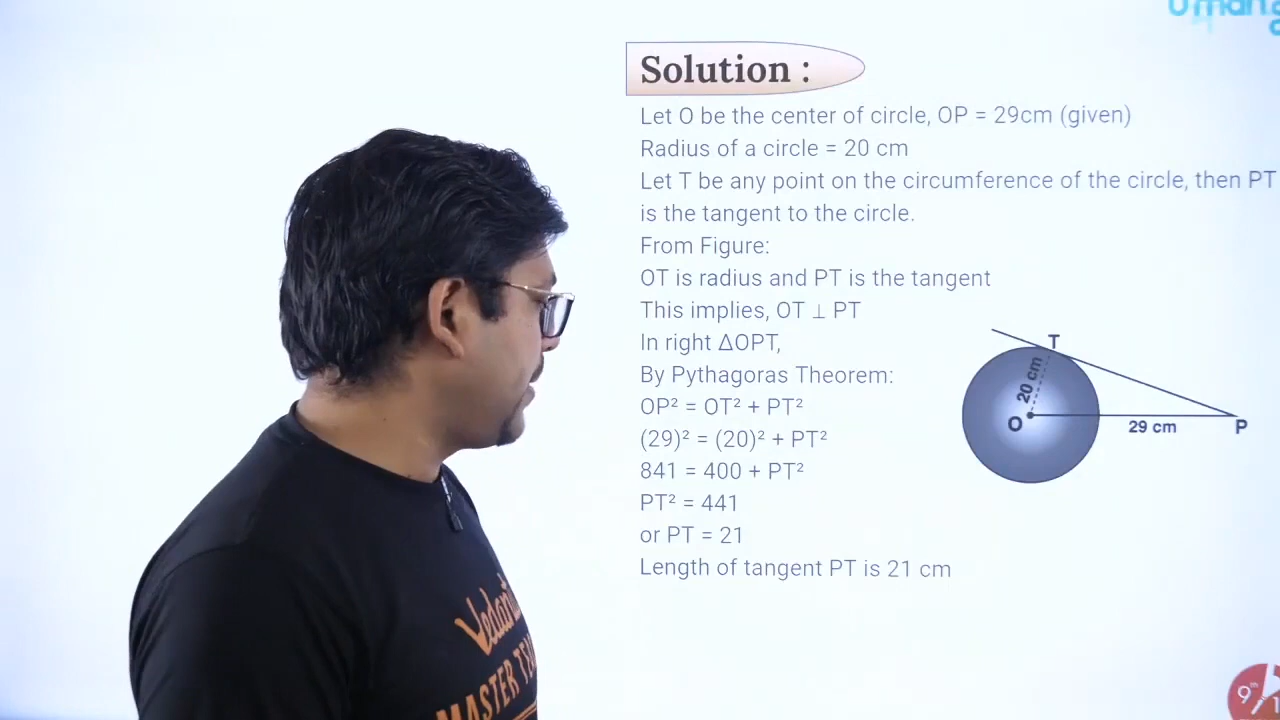 Solution :
Let O be the center of circle, OP = 29cm (given)
Radius of a circle = 20 cm
Let T be any point on the circumference of the circle, then PT
is the tangent to the circle.
From Figure:
OT is radius and PT is the tangent
This implies, OT ⊥ PT
In right ΔOPT,
By Pythagoras Theorem:
OP² = OT² + PT²
(29)² = (20)² + PT²
841 = 400 + PT²
PT² = 441
or PT = 21
Length of tangent PT is 21 cm
T
20 cm
O
29 cm
P
MASTER
9th